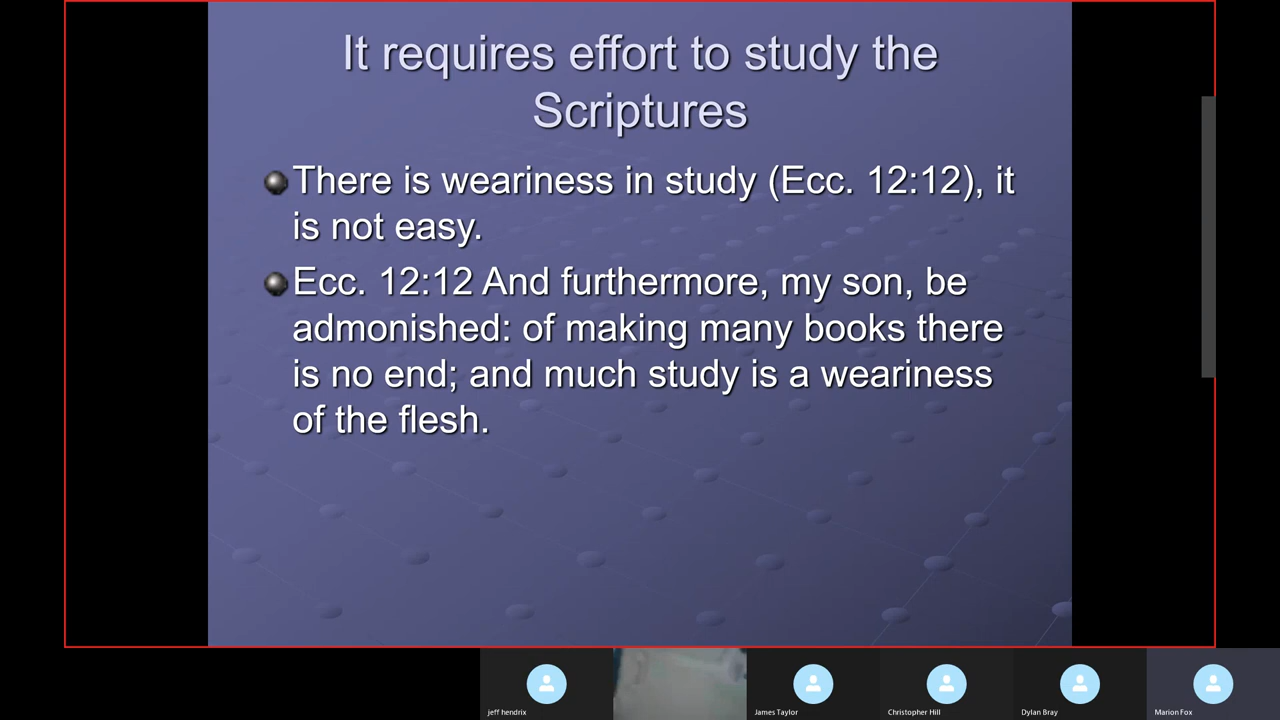 It requires effort to study the
Scriptures
There is weariness in study (Ecc. 12:12), it
is not easy.
Ecc. 12:12 And furthermore, my son, be
admonished: of making many books there
is no end; and much study is a weariness
of the flesh.
jeff hendrix
James Taylor
Christopher Hill
Dylan Bray
Marion Fox